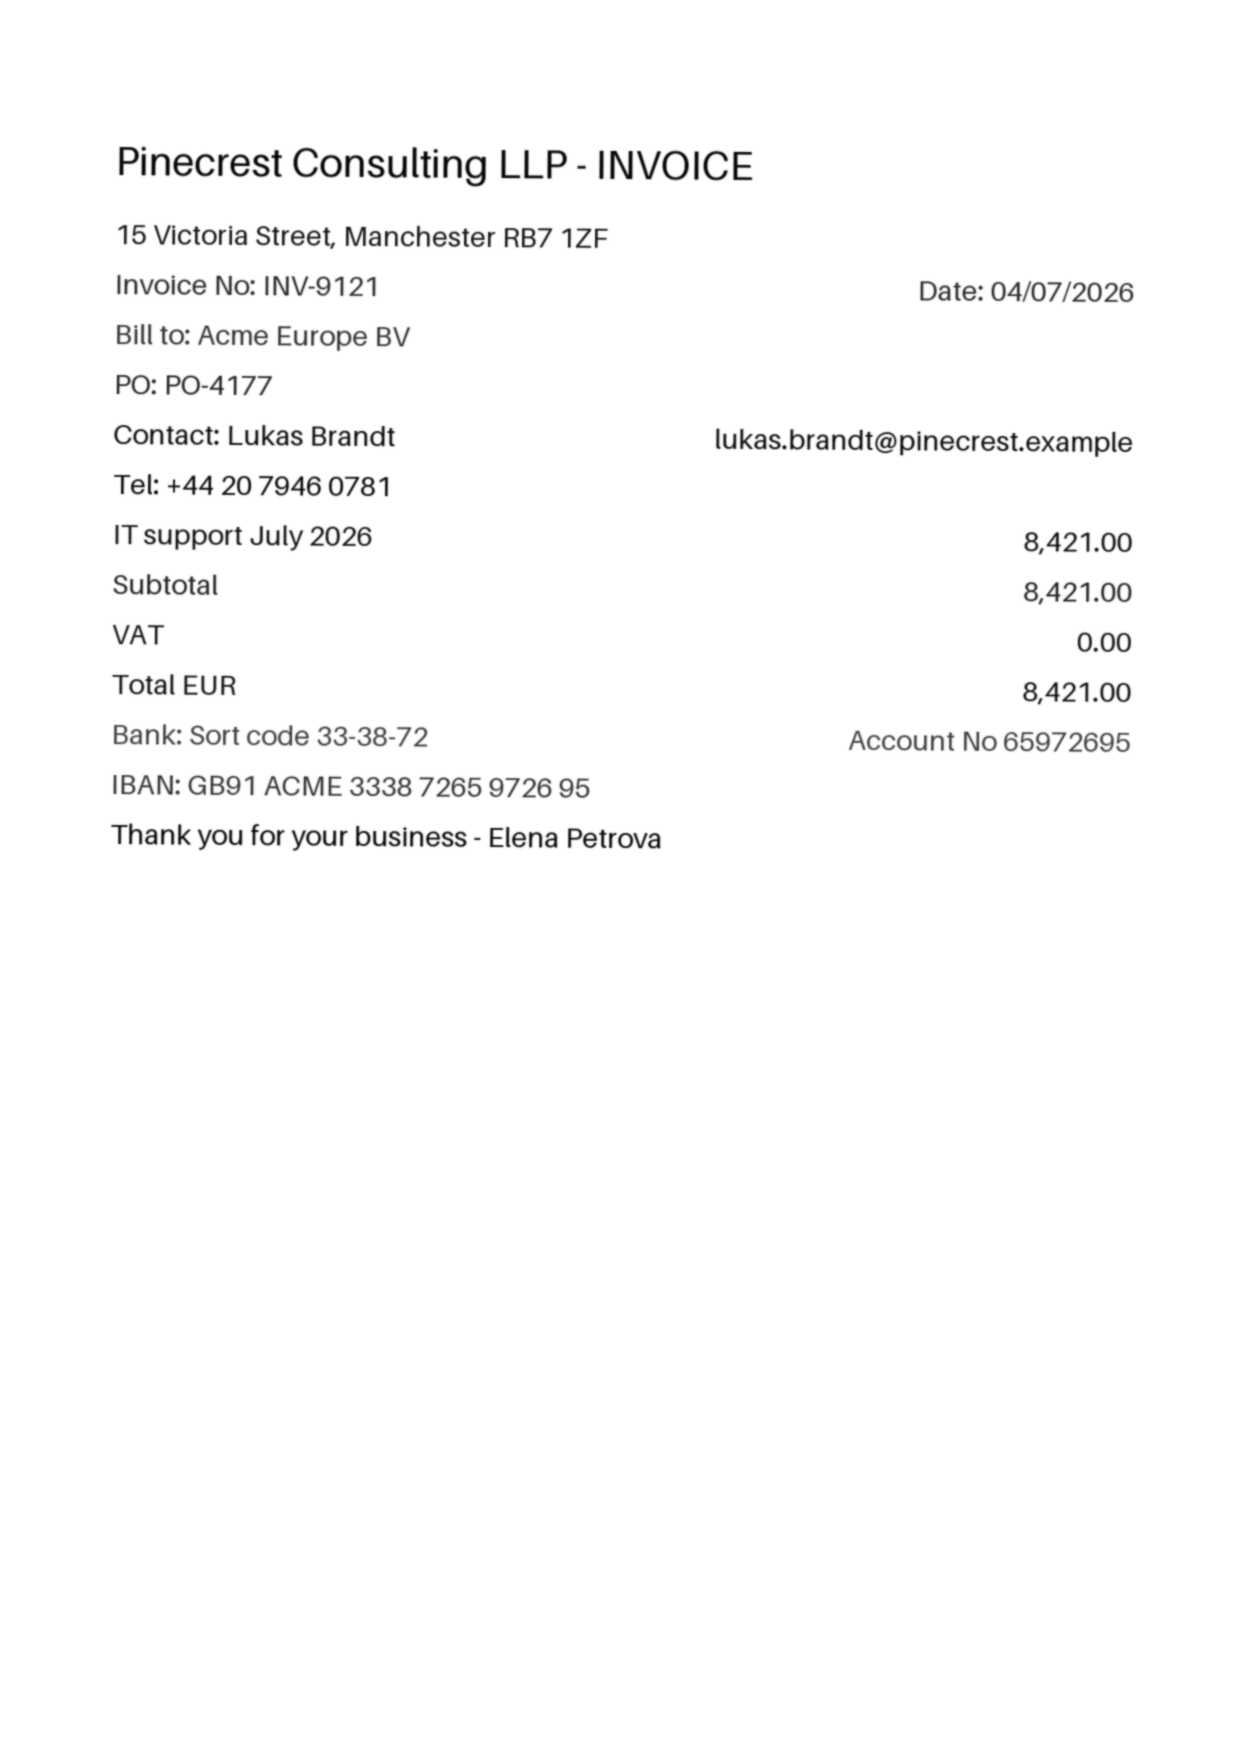 Pinecrest Consulting LLP - INVOICE
15 Victoria Street, Manchester RB7 1ZF
Invoice No: INV-9121 Date: 04/07/2026
Bill to: Acme Europe BV
PO: PO-4177
Contact: Lukas Brandt lukas.brandt@pinecrest.example
Tel: +44 20 7946 0781
IT support July 2026 8,421.00
Subtotal 8,421.00
VAT 0.00
Total EUR 8,421.00
Bank: Sort code 33-38-72 Account No 65972695
IBAN: GB91 ACME 3338 7265 9726 95
Thank you for your business - Elena Petrova